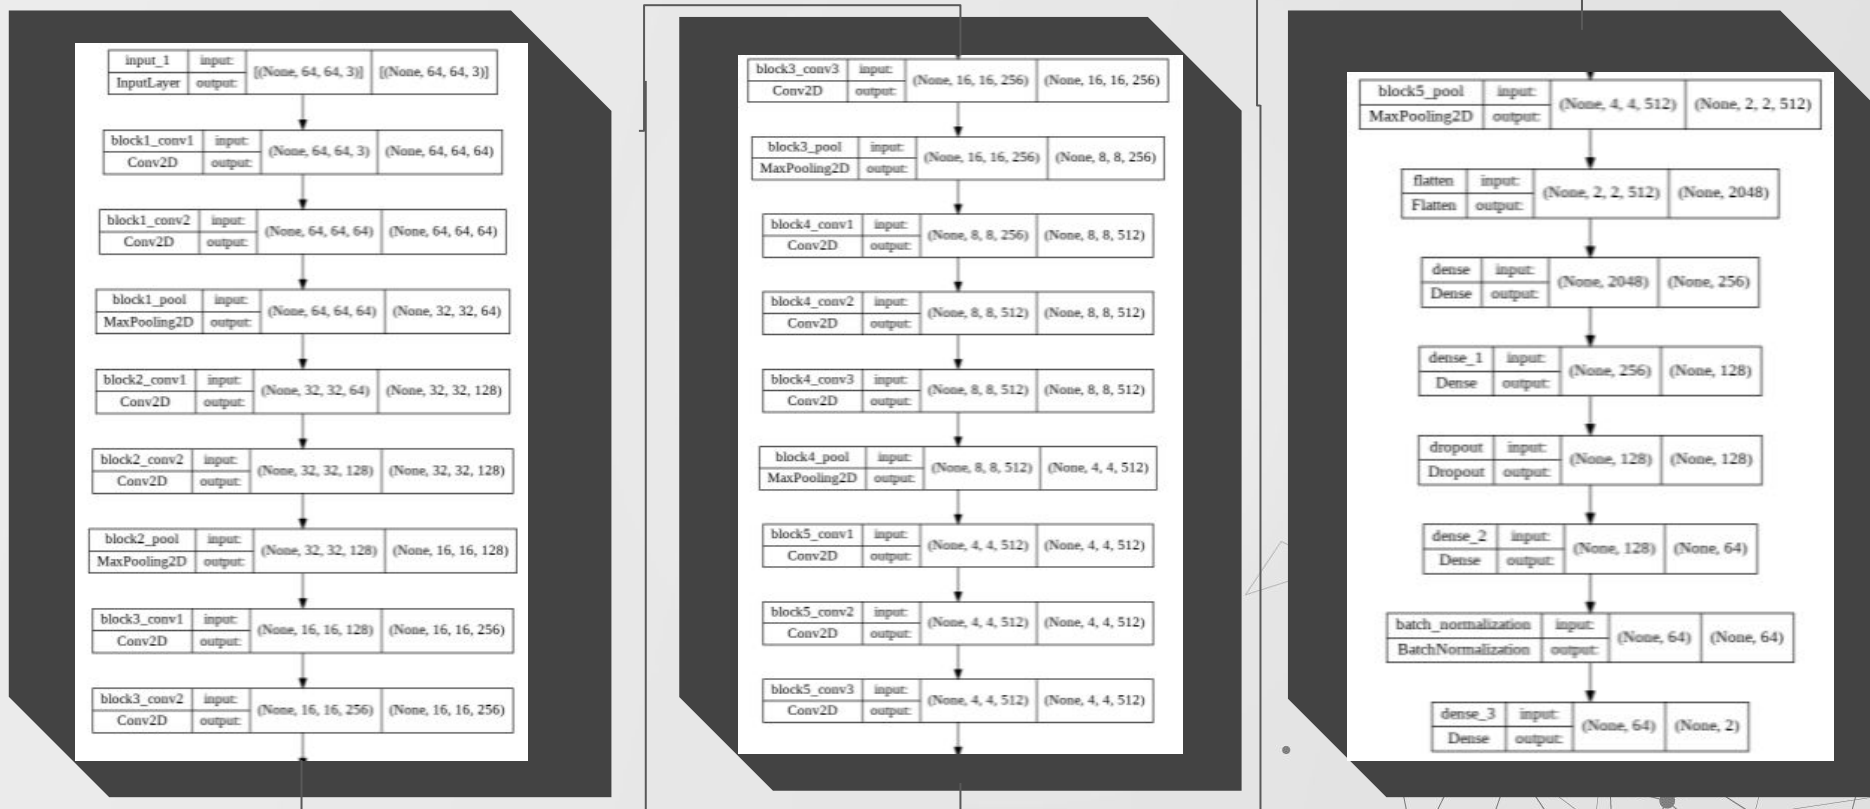 input_1 input: [(None, 64, 64, 3)] [(None, 64, 64, 3)]
InputLayer output:
block1_conv1 input: (None, 64, 64, 3) (None, 64, 64, 64)
Conv2D output:
block1_conv2 input: (None, 64, 64, 64) (None, 64, 64, 64)
Conv2D output:
block1_pool input: (None, 64, 64, 64) (None, 32, 32, 64)
MaxPooling2D output:
block2_conv1 input: (None, 32, 32, 64) (None, 32, 32, 128)
Conv2D output:
block2_conv2 input: (None, 32, 32, 128) (None, 32, 32, 128)
Conv2D output:
block2_pool input: (None, 32, 32, 128) (None, 16, 16, 128)
MaxPooling2D output:
block3_conv1 input: (None, 16, 16, 128) (None, 16, 16, 256)
Conv2D output:
block3_conv2 input: (None, 16, 16, 256) (None, 16, 16, 256)
Conv2D output:
block3_conv3 input: (None, 16, 16, 256) (None, 16, 16, 256)
Conv2D output:
block3_pool input: (None, 16, 16, 256) (None, 8, 8, 256)
MaxPooling2D output:
block4_conv1 input: (None, 8, 8, 256) (None, 8, 8, 512)
Conv2D output:
block4_conv2 input: (None, 8, 8, 512) (None, 8, 8, 512)
Conv2D output:
block4_conv3 input: (None, 8, 8, 512) (None, 8, 8, 512)
Conv2D output:
block4_pool input: (None, 8, 8, 512) (None, 4, 4, 512)
MaxPooling2D output:
block5_conv1 input: (None, 4, 4, 512) (None, 4, 4, 512)
Conv2D output:
block5_conv2 input: (None, 4, 4, 512) (None, 4, 4, 512)
Conv2D output:
block5_conv3 input: (None, 4, 4, 512) (None, 4, 4, 512)
Conv2D output:
block5_pool input: (None, 4, 4, 512) (None, 2, 2, 512)
MaxPooling2D output:
flatten input: (None, 2, 2, 512) (None, 2048)
Flatten output:
dense input: (None, 2048) (None, 256)
Dense output:
dense_1 input: (None, 256) (None, 128)
Dense output:
dropout input: (None, 128) (None, 128)
Dropout output:
dense_2 input: (None, 128) (None, 64)
Dense output:
batch_normalization input: (None, 64) (None, 64)
BatchNormalization output:
dense_3 input: (None, 64) (None, 2)
Dense output: